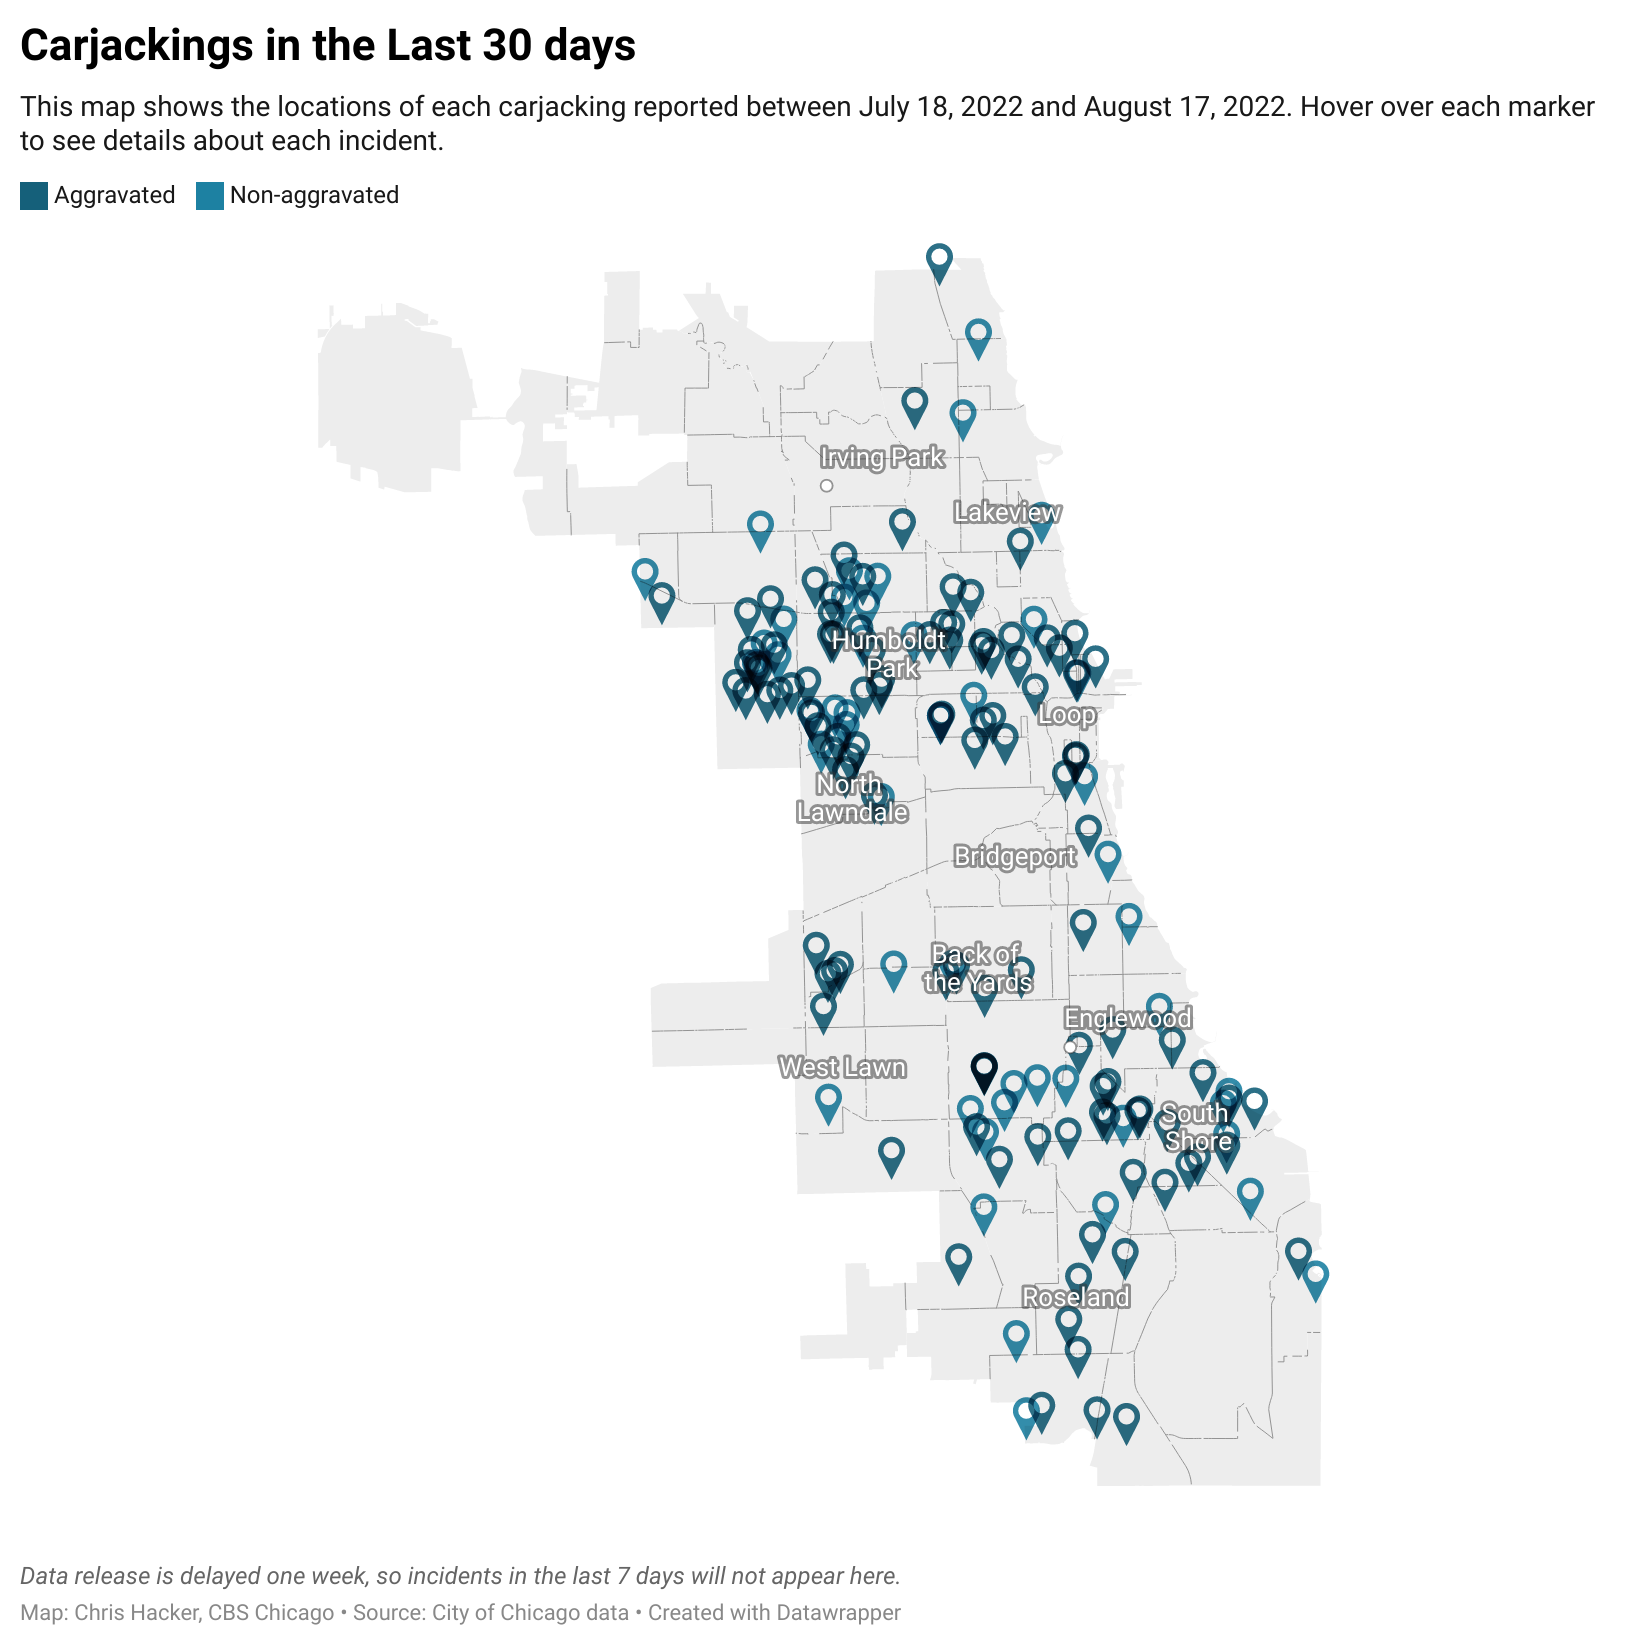 Carjackings in the Last 30 days
This map shows the locations of each carjacking reported between July 18, 2022 and August 17, 2022. Hover over each marker
to see details about each incident.
Aggravated Non-aggravated
Irving Park
Lakeview
Humboldt
Park
Loop
North
Lawndale
Bridgeport
Back of
the Yards
Englewood
West Lawn
South
Shore
Roseland
Data release is delayed one week, so incidents in the last 7 days will not appear here.
Map: Chris Hacker, CBS Chicago • Source: City of Chicago data • Created with Datawrapper